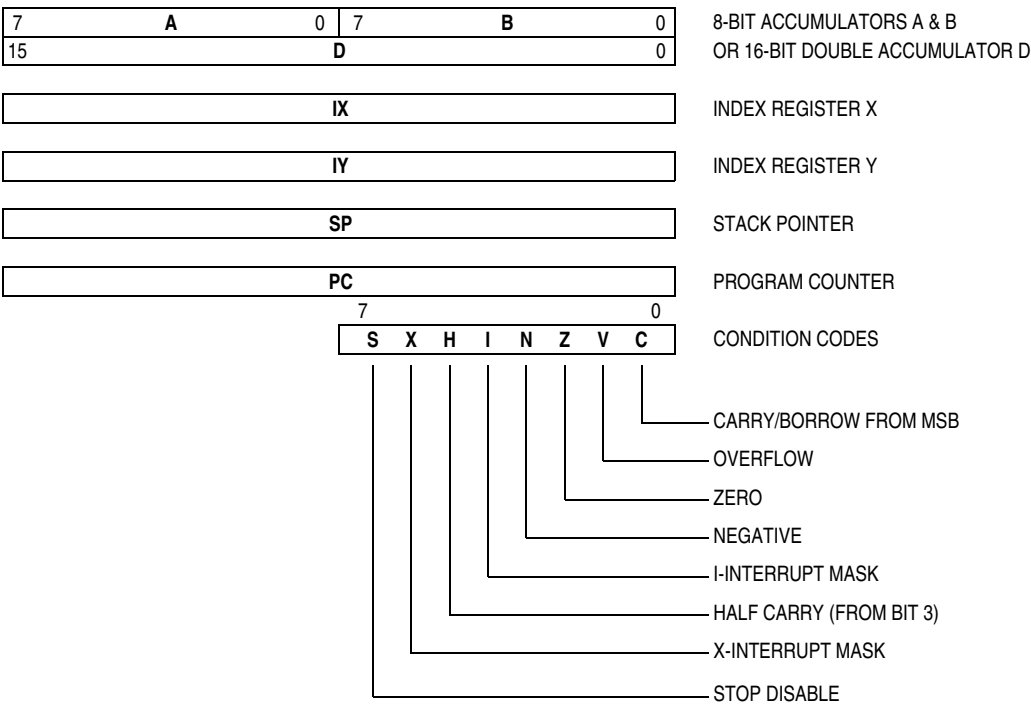 7 A 0 7 B 0 8-BIT ACCUMULATORS A & B
15 D 0 OR 16-BIT DOUBLE ACCUMULATOR D
IX INDEX REGISTER X
IY INDEX REGISTER Y
SP STACK POINTER
PC PROGRAM COUNTER
7 0
S X H I N Z V C CONDITION CODES
CARRY/BORROW FROM MSB
OVERFLOW
ZERO
NEGATIVE
I-INTERRUPT MASK
HALF CARRY (FROM BIT 3)
X-INTERRUPT MASK
STOP DISABLE